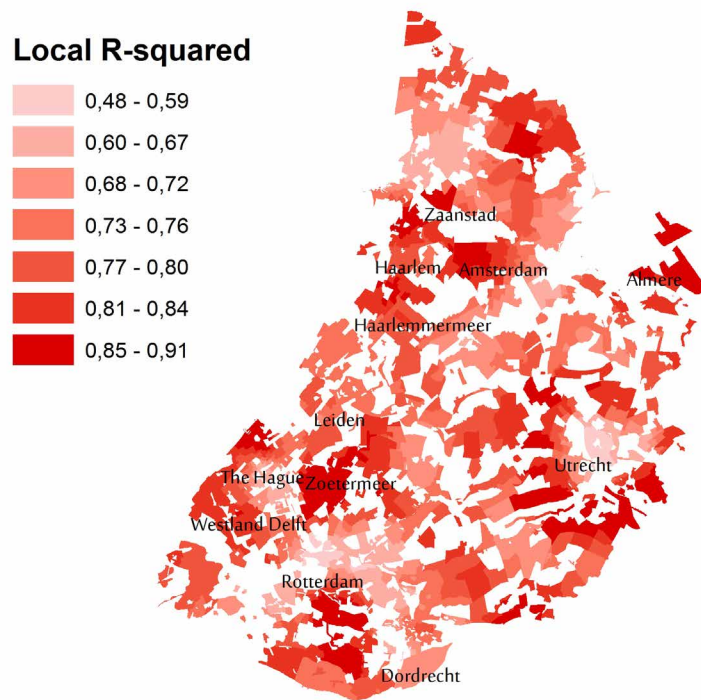 Local R-squared
0,48 - 0,59
0,60 - 0,67
0,68 - 0,72
0,73 - 0,76
0,77 - 0,80
0,81 - 0,84
0,85 - 0,91
Zaanstad
Haarlem
Amsterdam
Almere
Haarlemmermeer
Leiden
Utrecht
The Hague
Zoetermeer
Westland
Delft
Rotterdam
Dordrecht